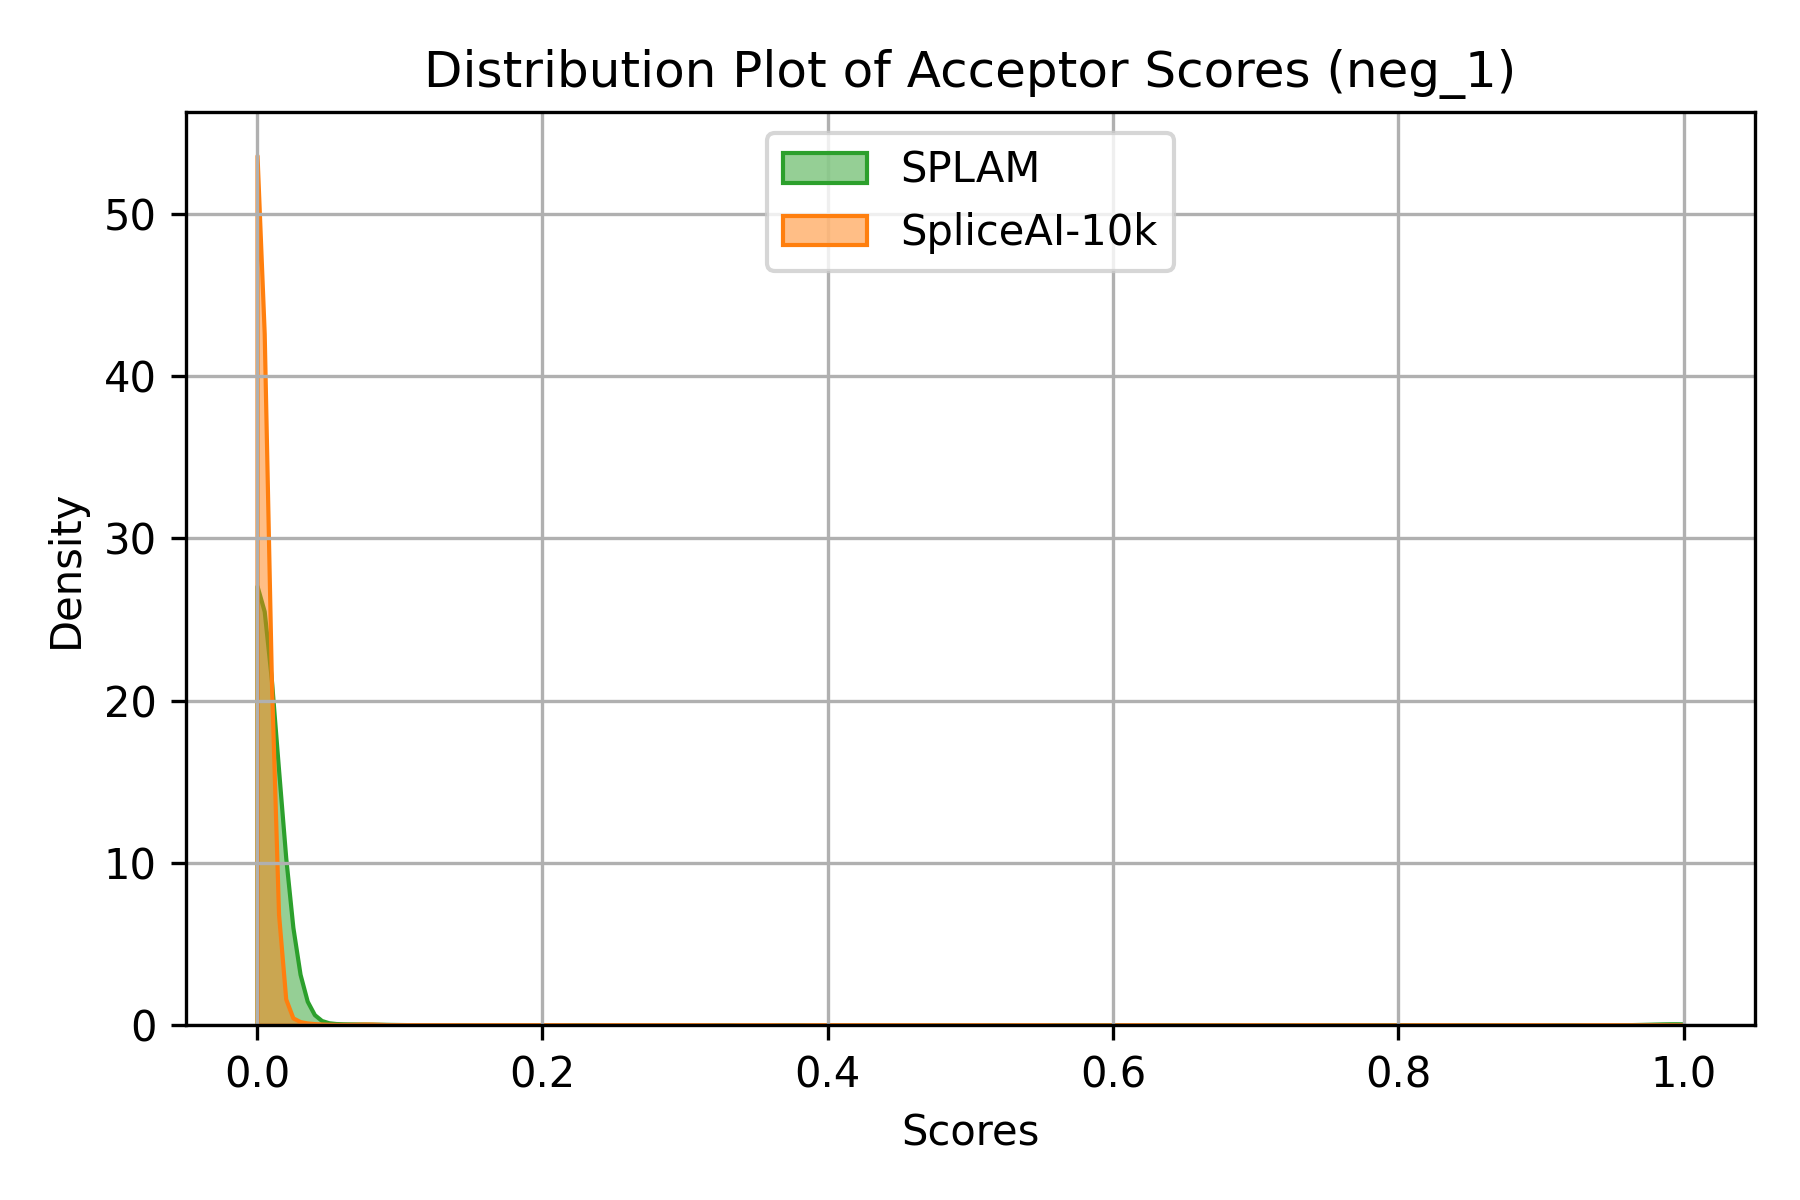 Distribution Plot of Acceptor Scores (neg_1)
SPLAM
SpliceAI-10k
Density
50
40
30
20
10
0
0.0 0.2 0.4 0.6 0.8 1.0
Scores